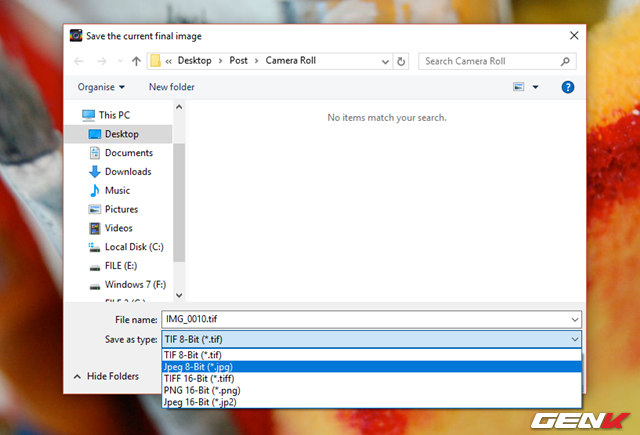 Save the current final image
« Desktop > Post > Camera Roll
Search Camera Roll
Organise
New folder
?
This PC
Desktop
Documents
Downloads
Music
Pictures
Videos
Local Disk (C:)
FILE (E:)
Windows 7 (F:)
No items match your search.
File name: IMG_0010.tif
Save as type: TIF 8-Bit (*.tif)
TIF 8-Bit (*.tif)
Jpeg 8-Bit (*.jpg)
TIFF 16-Bit (*.tiff)
PNG 16-Bit (*.png)
Jpeg 16-Bit (*.jp2)
Hide Folders
GENK